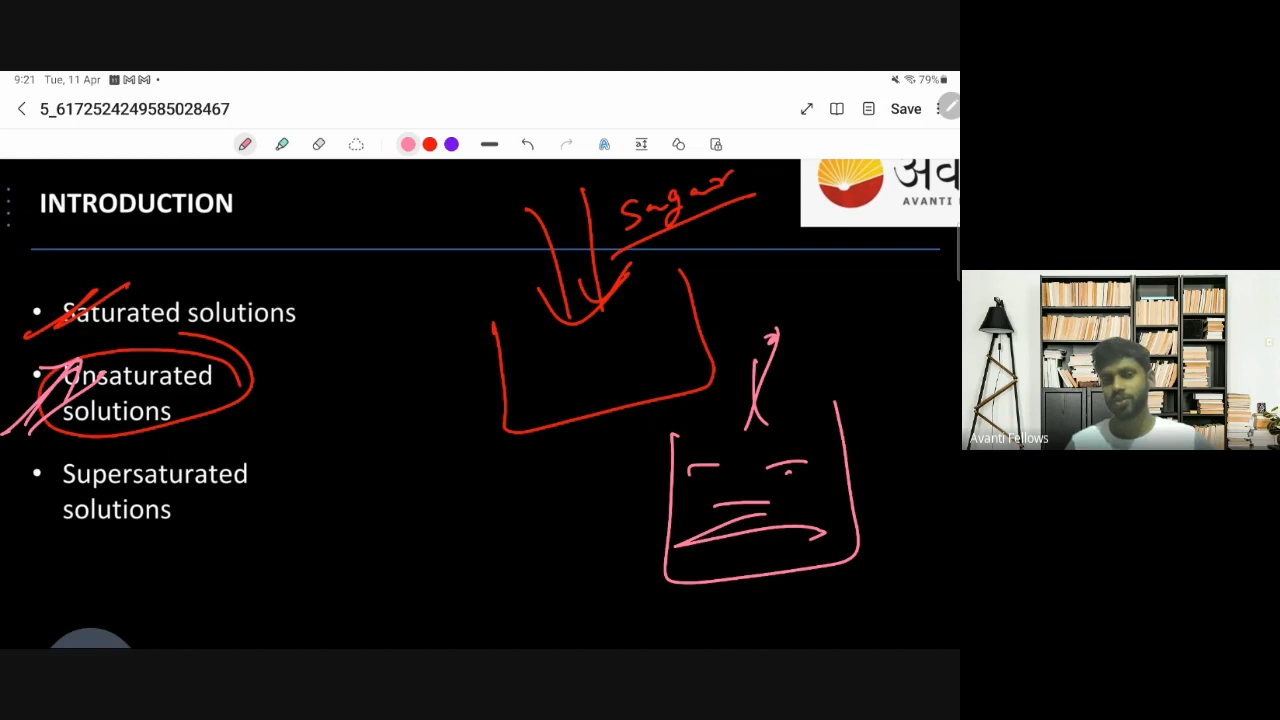 9:21 Tue, 11 Apr
79%
5_6172524249585028467
Save
INTRODUCTION
AVANTI
Sugar
• Saturated solutions
• Unsaturated
solutions
• Supersaturated
solutions
Avanti Fellows